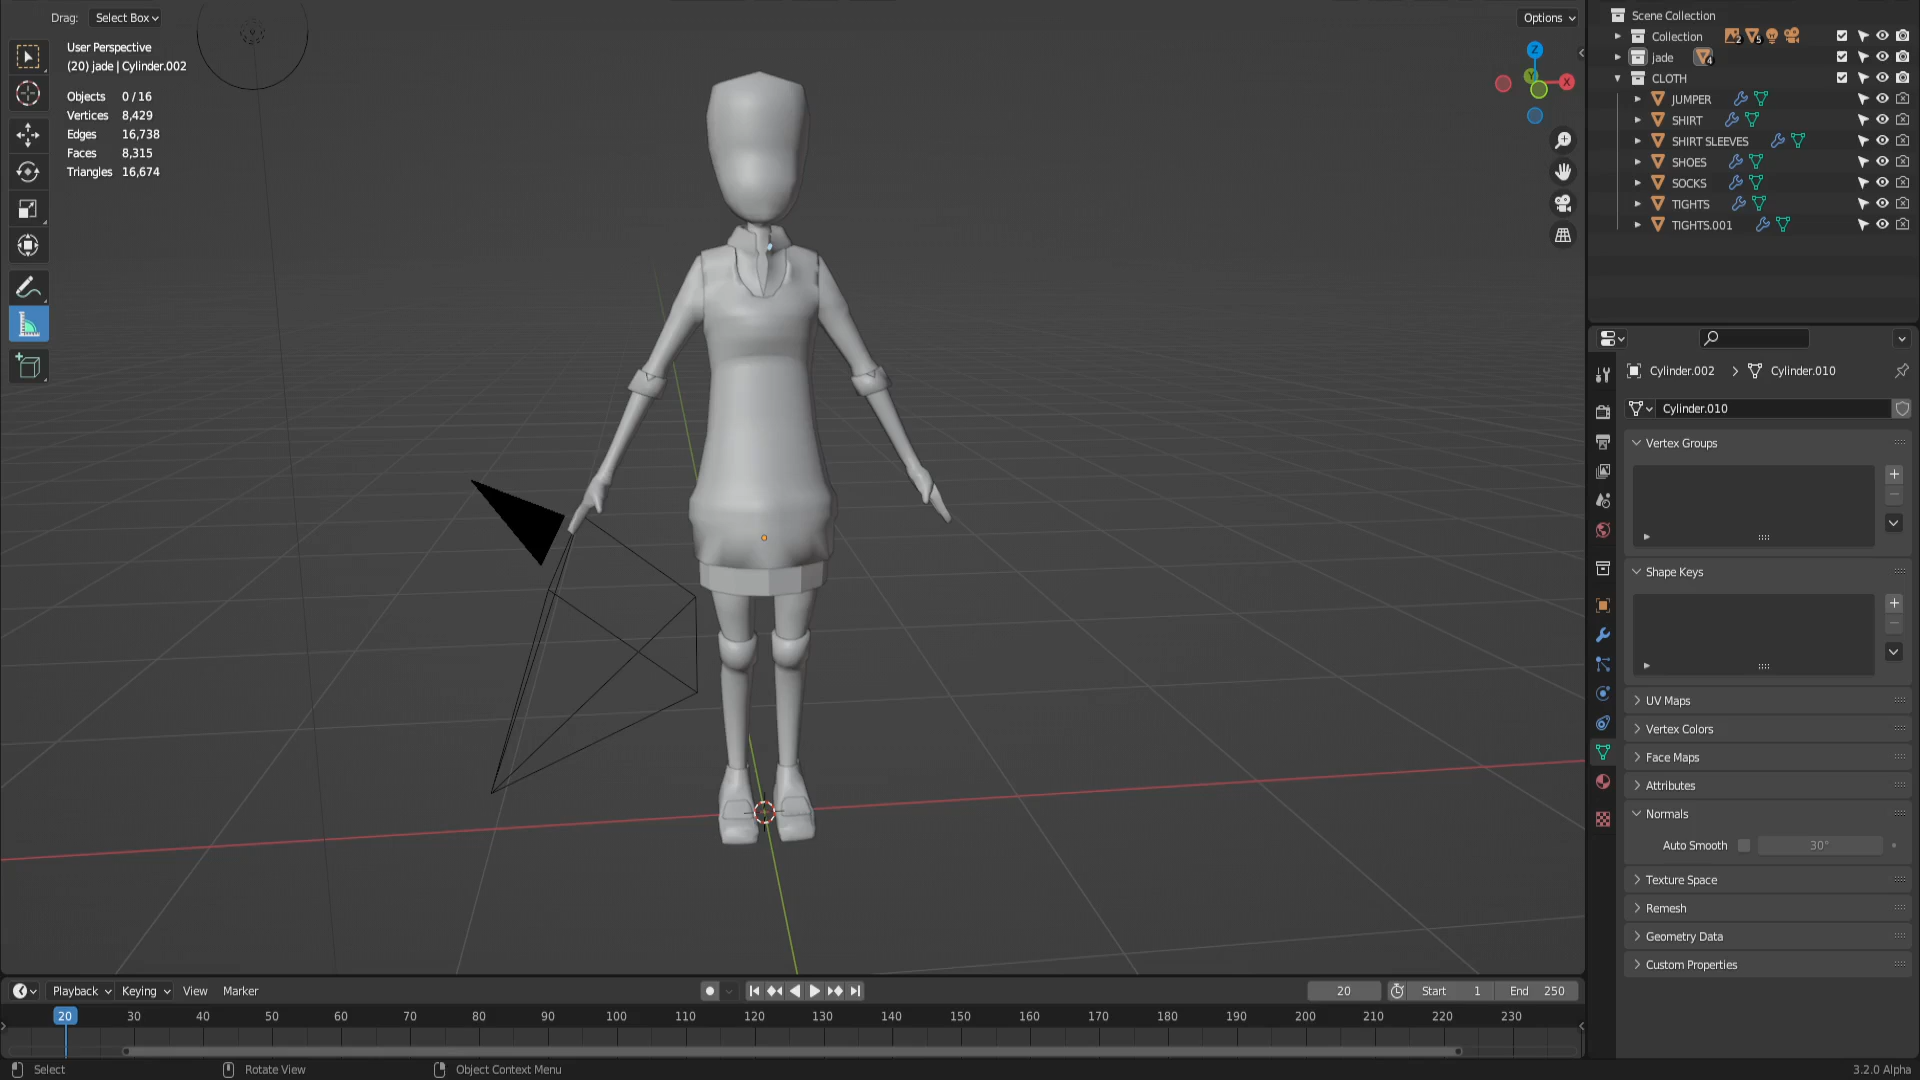 Drag: Select Box
Options
User Perspective
(20) jade | Cylinder.002
Objects 0 / 16
Vertices 8,429
Edges 16,738
Faces 8,315
Triangles 16,674
Z
Y
X
Scene Collection
Collection 2 5
jade 4
CLOTH
JUMPER
SHIRT
SHIRT SLEEVES
SHOES
SOCKS
TIGHTS
TIGHTS.001
Cylinder.002 Cylinder.010
Cylinder.010
Vertex Groups
Shape Keys
UV Maps
Vertex Colors
Face Maps
Attributes
Normals
Auto Smooth 30°
Texture Space
Remesh
Geometry Data
Custom Properties
Playback Keying View Marker
20 Start 1 End 250
20 30 40 50 60 70 80 90 100 110 120 130 140 150 160 170 180 190 200 210 220 230
Select Rotate View Object Context Menu 3.2.0 Alpha